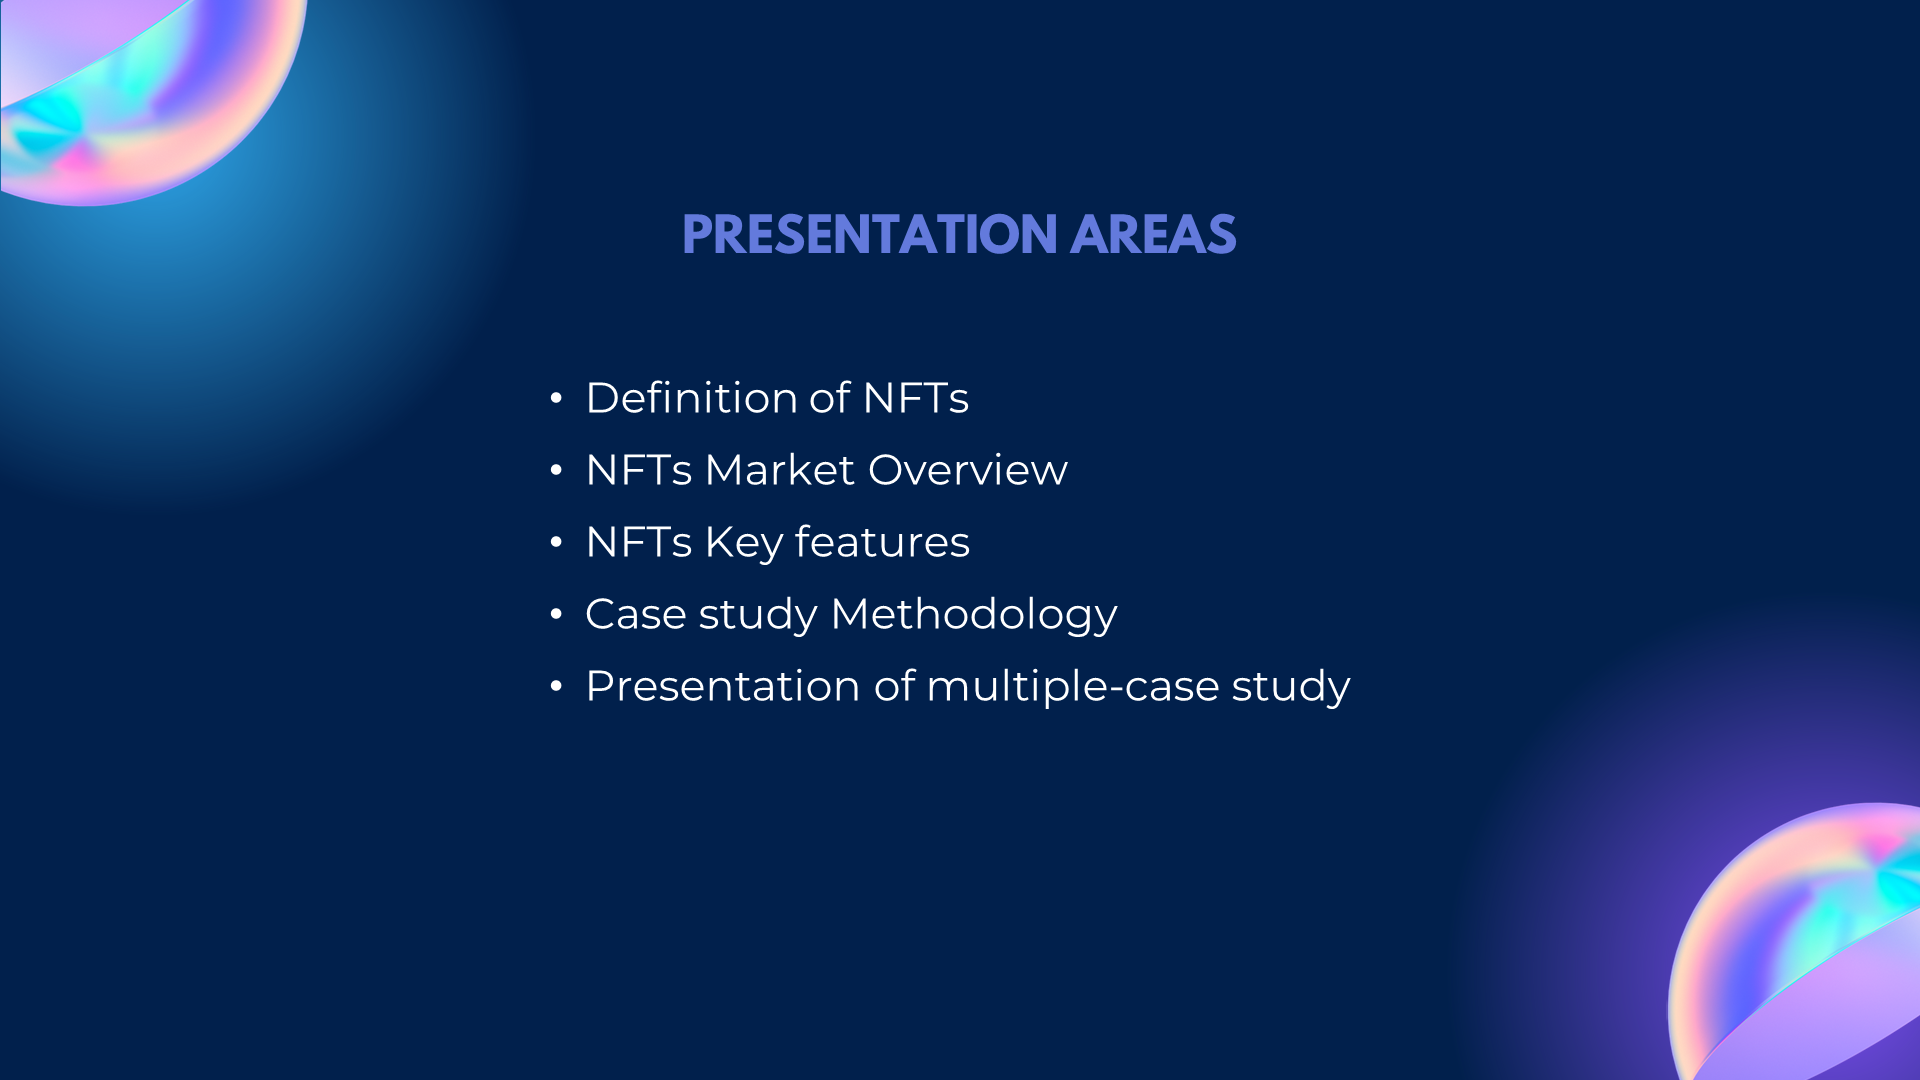 PRESENTATION AREAS
• Definition of NFTs
• NFTs Market Overview
• NFTs Key features
• Case study Methodology
• Presentation of multiple-case study